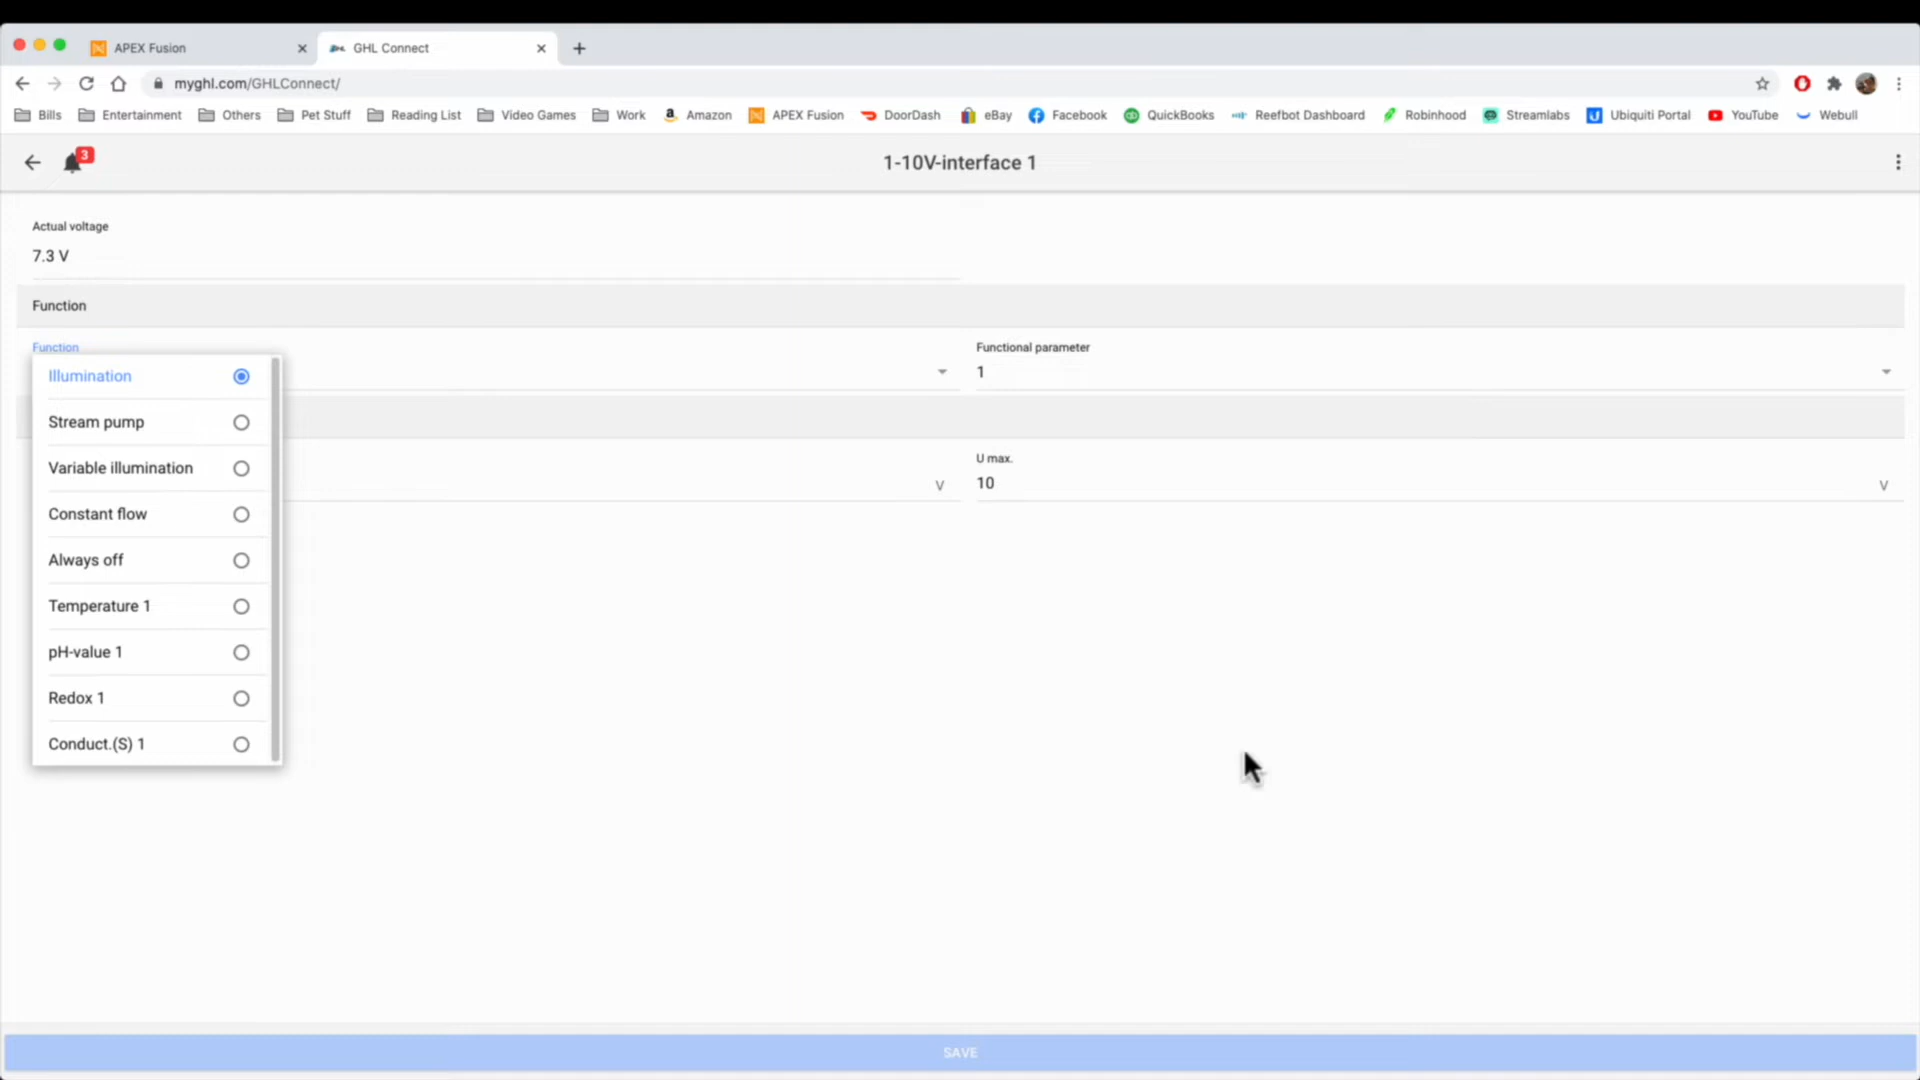 APEX Fusion
GHL Connect
myghl.com/GHLConnect/
Bills Entertainment Others Pet Stuff Reading List Video Games Work Amazon APEX Fusion DoorDash eBay Facebook QuickBooks Reefbot Dashboard Robinhood Streamlabs Ubiquiti Portal YouTube Webull
3
1-10V-interface 1
Actual voltage
7.3 V
Function
Function
Functional parameter
1
Illumination
Stream pump
Variable illumination
Constant flow
Always off
Temperature 1
pH-value 1
Redox 1
Conduct.(S) 1
V
U max.
10
V
SAVE